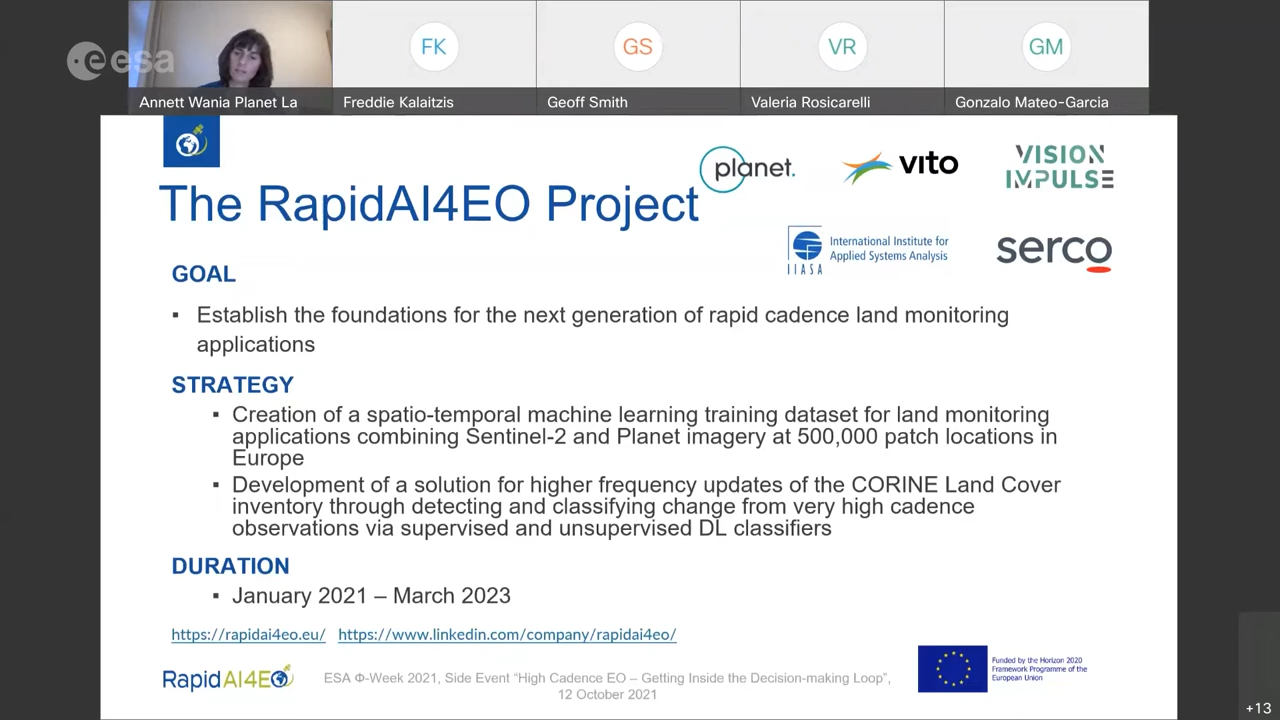 esa
FK
GS
VR
GM
Annett Wania Planet La
Freddie Kalaitzis
Geoff Smith
Valeria Rosicarelli
Gonzalo Mateo-Garcia
planet.
vito
VISION
IMPULSE
The RapidAI4EO Project
IIASA
International Institute for
Applied Systems Analysis
serco
GOAL
▪ Establish the foundations for the next generation of rapid cadence land monitoring
applications
STRATEGY
▪ Creation of a spatio-temporal machine learning training dataset for land monitoring
applications combining Sentinel-2 and Planet imagery at 500,000 patch locations in
Europe
▪ Development of a solution for higher frequency updates of the CORINE Land Cover
inventory through detecting and classifying change from very high cadence
observations via supervised and unsupervised DL classifiers
DURATION
▪ January 2021 – March 2023
https://rapidai4eo.eu/ https://www.linkedin.com/company/rapidai4eo/
RapidAI4EO
ESA Φ-Week 2021, Side Event “High Cadence EO – Getting Inside the Decision-making Loop”,
12 October 2021
Funded by the Horizon 2020
Framework Programme of the
European Union
+13